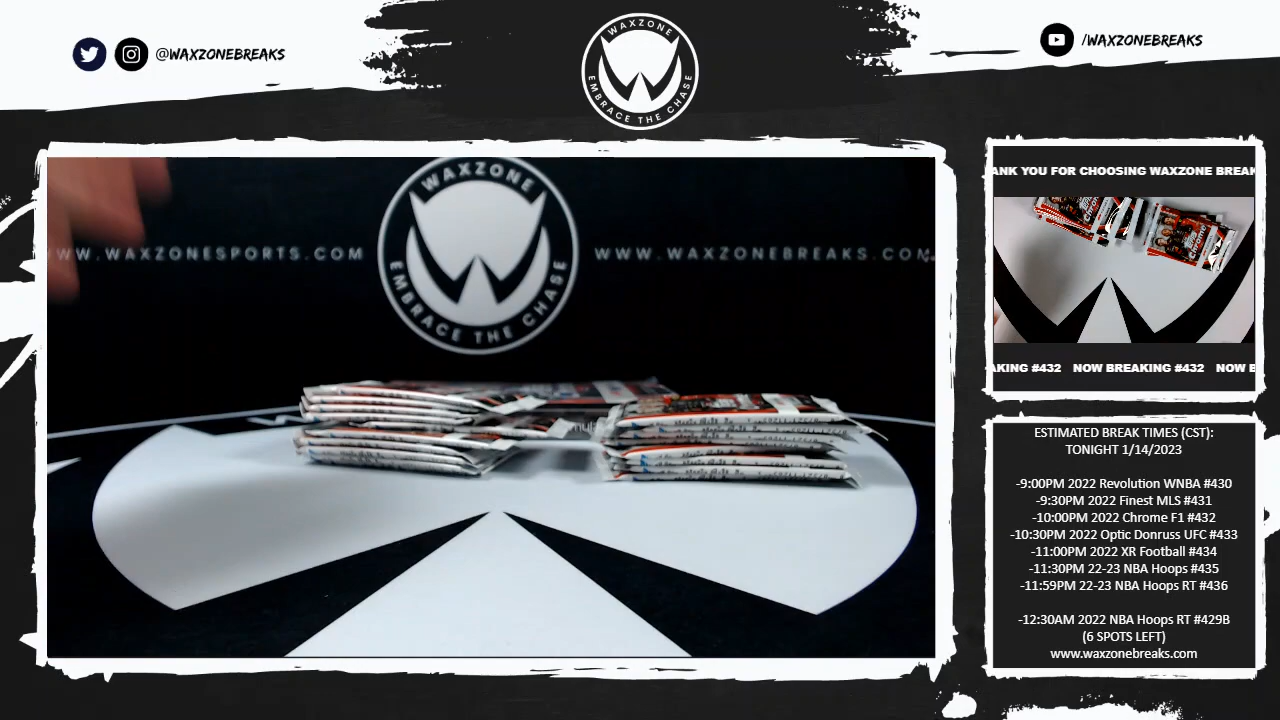 @WAXZONEBREAKS
WAXZONE
EMBRACE THE CHASE
/WAXZONEBREAKS
WAXZONE
WW.WAXZONESPORTS.COM
WWW.WAXZONEBREAKS.COM
EMBRACE THE CHASE
ANK YOU FOR CHOOSING WAXZONE BREAK
Chrome
AKING #432 NOW BREAKING #432 NOW B
ESTIMATED BREAK TIMES (CST):
TONIGHT 1/14/2023
-9:00PM 2022 Revolution WNBA #430
-9:30PM 2022 Finest MLS #431
-10:00PM 2022 Chrome F1 #432
-10:30PM 2022 Optic Donruss UFC #433
-11:00PM 2022 XR Football #434
-11:30PM 22-23 NBA Hoops #435
-11:59PM 22-23 NBA Hoops RT #436
-12:30AM 2022 NBA Hoops RT #429B
(6 SPOTS LEFT)
www.waxzonebreaks.com